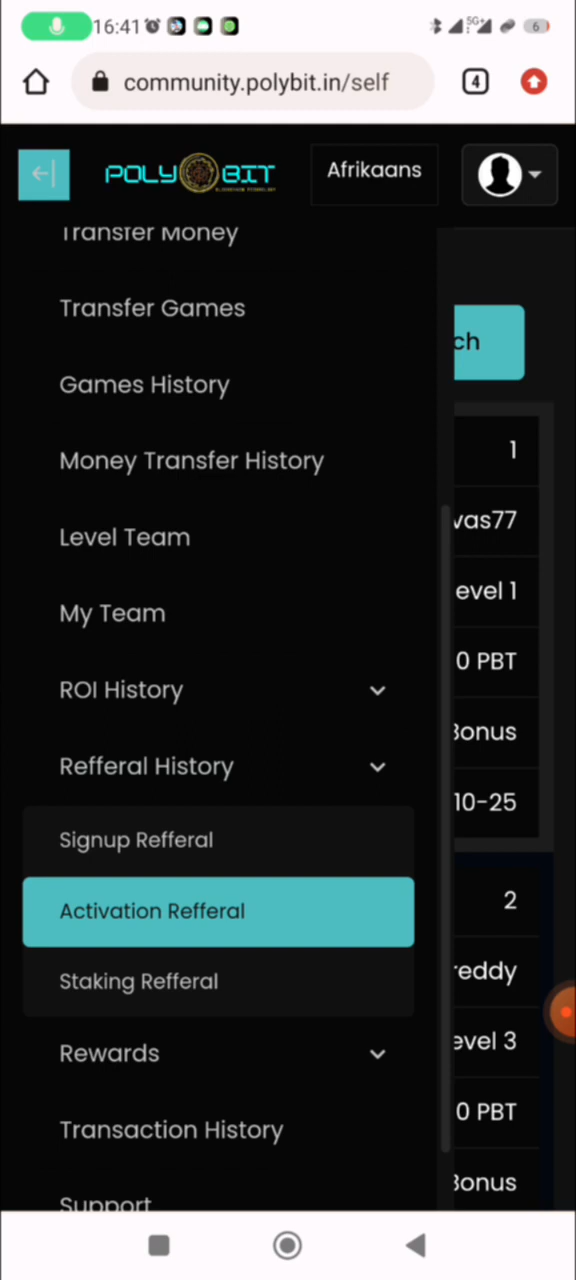 16:41
5G+
6
community.polybit.in/self
4
POLY BIT
Afrikaans
Transfer Money
Transfer Games
ch
Games History
1
Money Transfer History
vas77
Level Team
evel 1
My Team
0 PBT
ROI History
Bonus
Refferal History
10-25
Signup Refferal
Activation Refferal
2
Staking Refferal
reddy
Rewards
evel 3
Transaction History
0 PBT
Support
Bonus